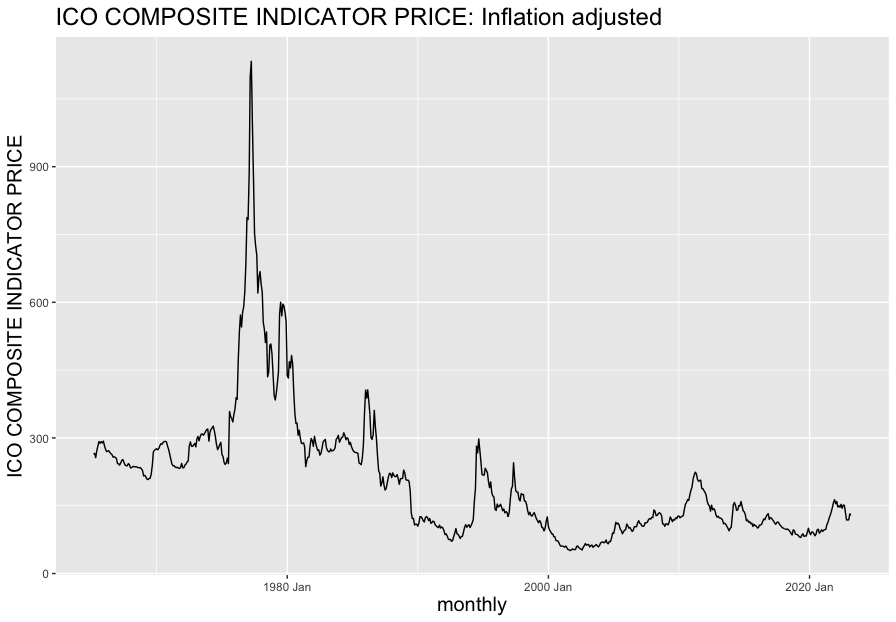 ICO COMPOSITE INDICATOR PRICE: Inflation adjusted
ICO COMPOSITE INDICATOR PRICE
900
600
300
0
1980 Jan
2000 Jan
2020 Jan
monthly